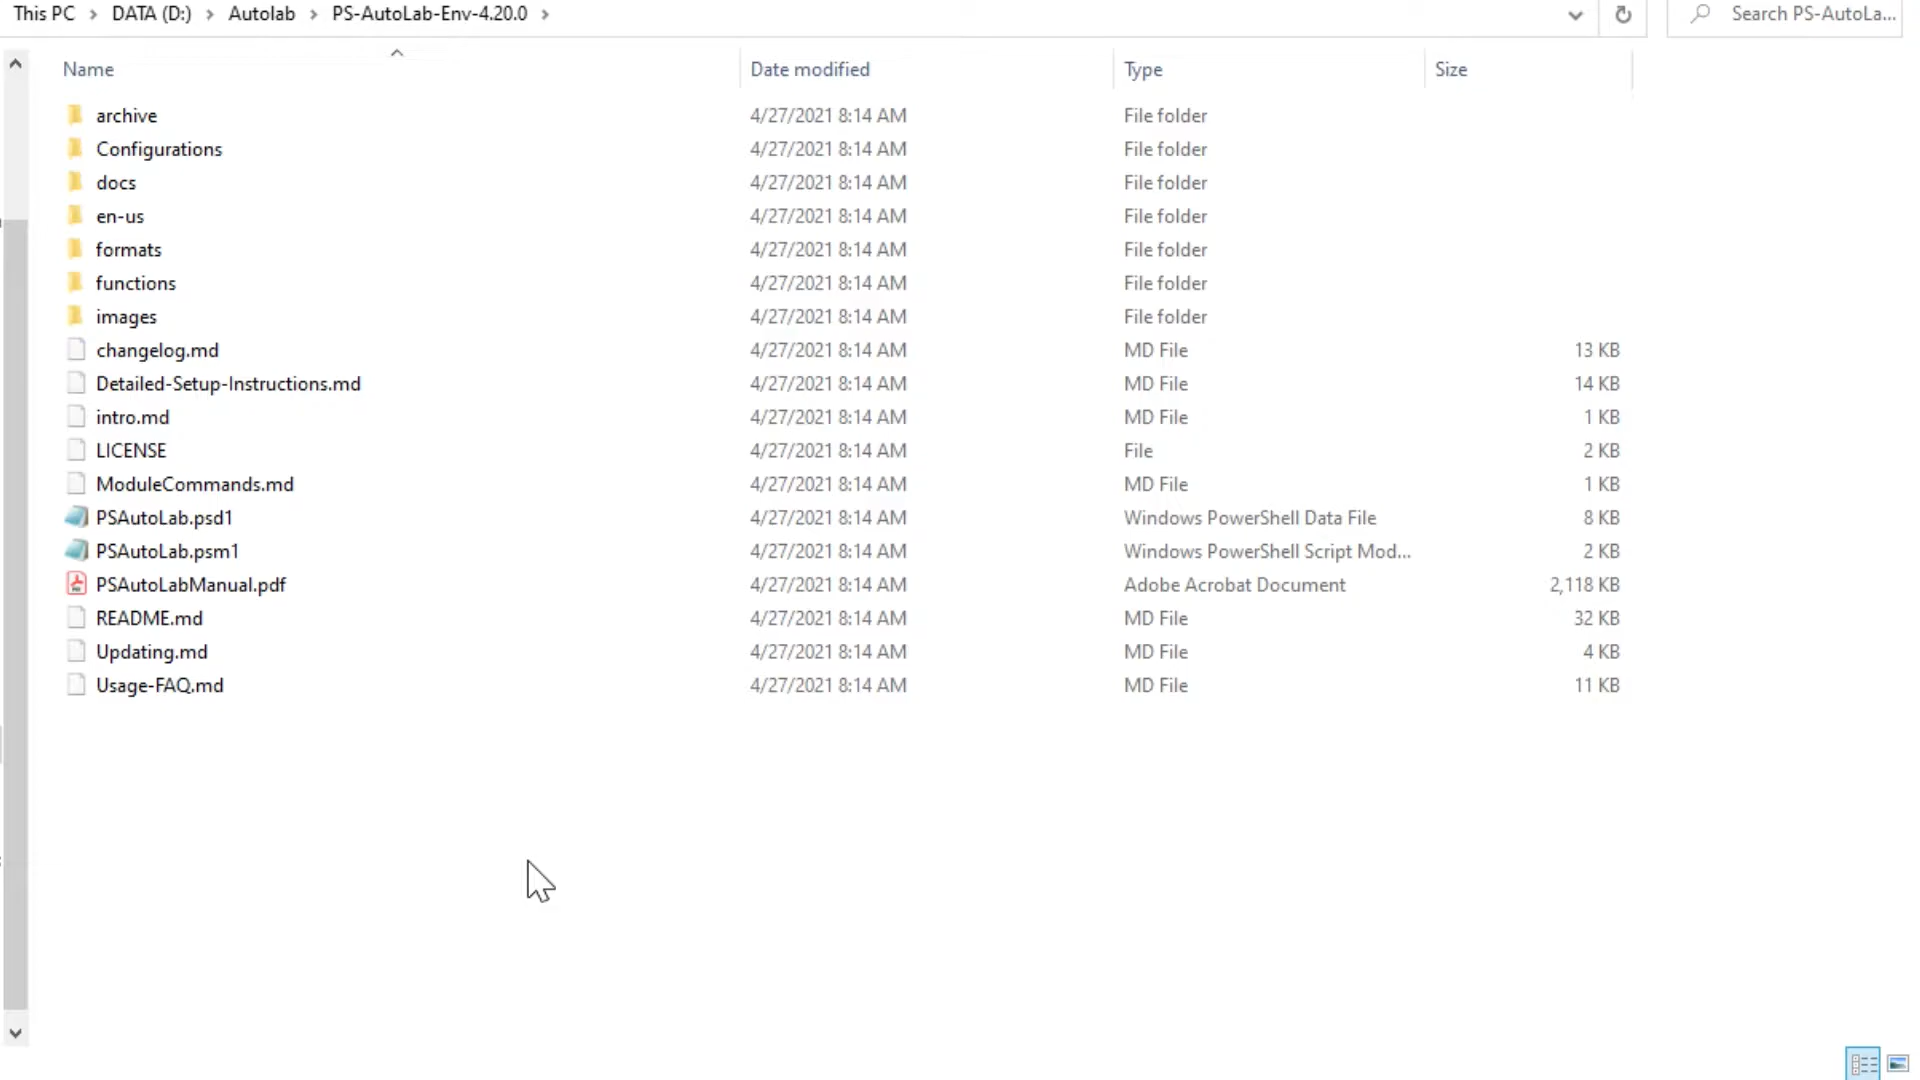 This PC > DATA (D:) > Autolab > PS-AutoLab-Env-4.20.0 > Search PS-AutoLa...
Name Date modified Type Size
archive 4/27/2021 8:14 AM File folder
Configurations 4/27/2021 8:14 AM File folder
docs 4/27/2021 8:14 AM File folder
en-us 4/27/2021 8:14 AM File folder
formats 4/27/2021 8:14 AM File folder
functions 4/27/2021 8:14 AM File folder
images 4/27/2021 8:14 AM File folder
changelog.md 4/27/2021 8:14 AM MD File 13 KB
Detailed-Setup-Instructions.md 4/27/2021 8:14 AM MD File 14 KB
intro.md 4/27/2021 8:14 AM MD File 1 KB
LICENSE 4/27/2021 8:14 AM File 2 KB
ModuleCommands.md 4/27/2021 8:14 AM MD File 1 KB
PSAutoLab.psd1 4/27/2021 8:14 AM Windows PowerShell Data File 8 KB
PSAutoLab.psm1 4/27/2021 8:14 AM Windows PowerShell Script Mod... 2 KB
PSAutoLabManual.pdf 4/27/2021 8:14 AM Adobe Acrobat Document 2,118 KB
README.md 4/27/2021 8:14 AM MD File 32 KB
Updating.md 4/27/2021 8:14 AM MD File 4 KB
Usage-FAQ.md 4/27/2021 8:14 AM MD File 11 KB